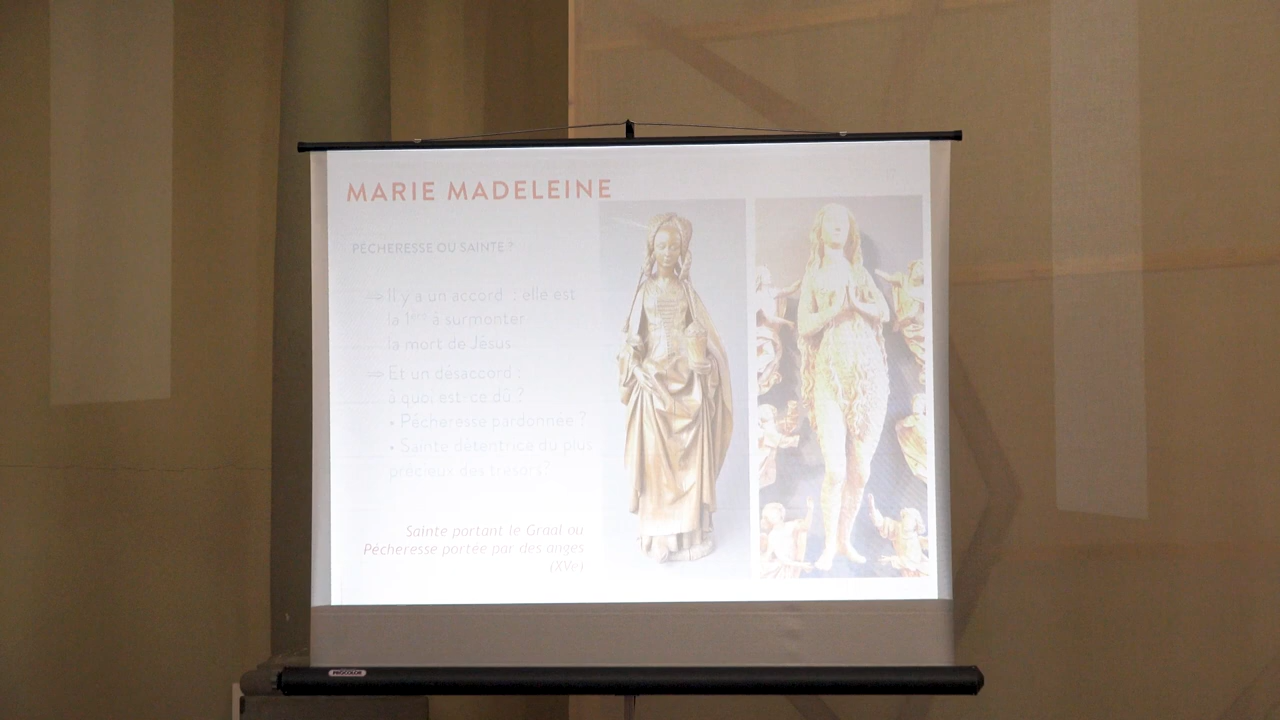 MARIE MADELEINE
PÉCHERESSE OU SAINTE ?
⇒ Il y a un accord : elle est
la 1ère à surmonter
la mort de Jésus
⇒ Et un désaccord :
à quoi est-ce dû ?
• Pécheresse pardonnée ?
• Sainte détentrice du plus
précieux des trésors?
Sainte portant le Graal ou
Pécheresse portée par des anges
(XVe)
PROCOLOR